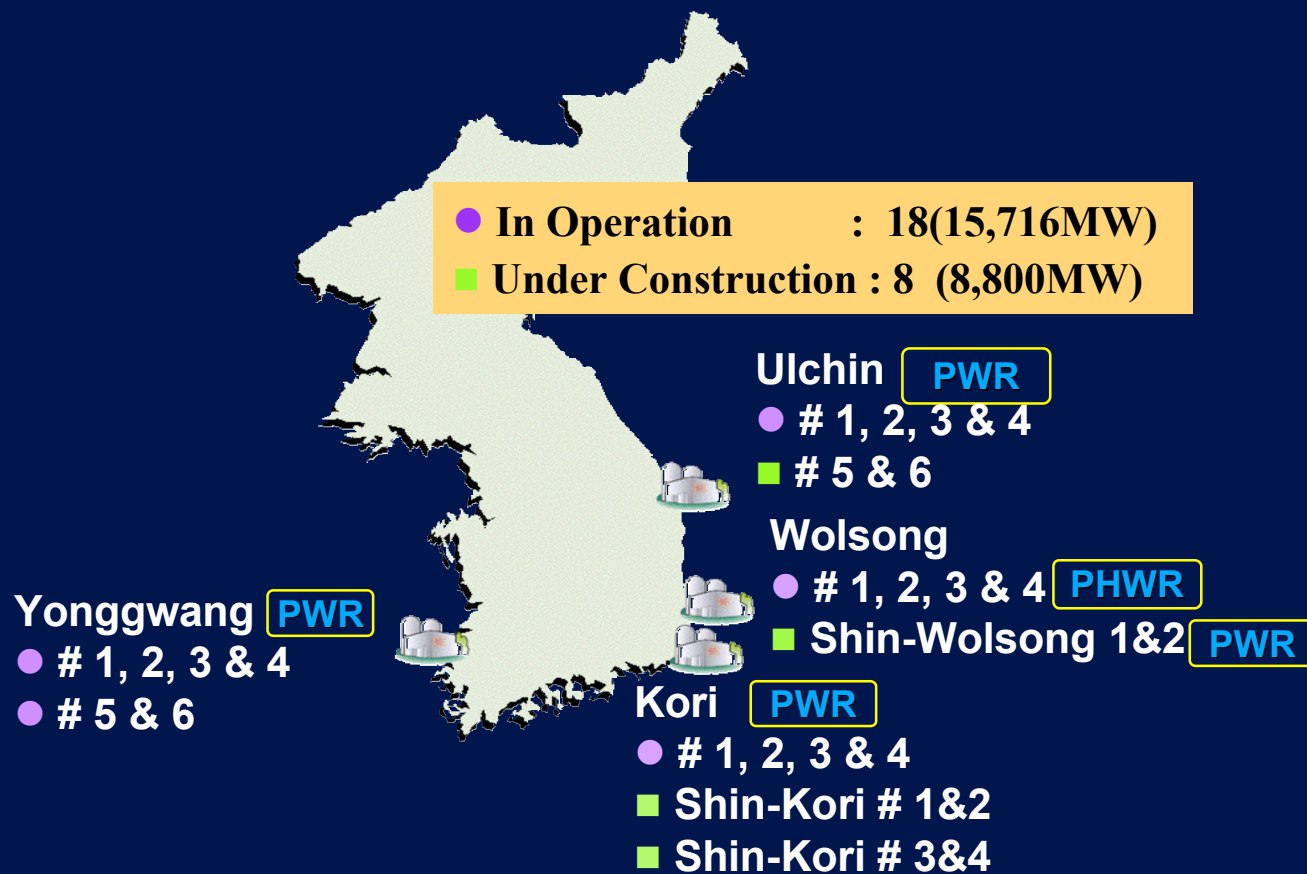 ● In Operation : 18(15,716MW)
■ Under Construction : 8 (8,800MW)
Ulchin PWR
● # 1, 2, 3 & 4
■ # 5 & 6
Wolsong
● # 1, 2, 3 & 4 PHWR
■ Shin-Wolsong 1&2 PWR
Yonggwang PWR
● # 1, 2, 3 & 4
● # 5 & 6
Kori PWR
● # 1, 2, 3 & 4
■ Shin-Kori # 1&2
■ Shin-Kori # 3&4